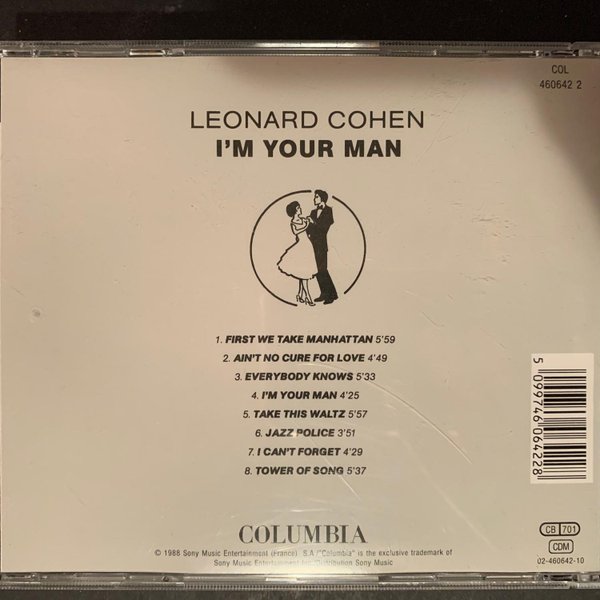 COL
460642 2
LEONARD COHEN
I'M YOUR MAN
1. FIRST WE TAKE MANHATTAN 5'59
2. AIN'T NO CURE FOR LOVE 4'49
3. EVERYBODY KNOWS 5'33
4. I'M YOUR MAN 4'25
5. TAKE THIS WALTZ 5'57
6. JAZZ POLICE 3'51
7. I CAN'T FORGET 4'29
8. TOWER OF SONG 5'37
5 099746 064228
COLUMBIA
© 1988 Sony Music Entertainment (France) S.A./"Columbia" is the exclusive trademark of
Sony Music Entertainment Distribution Sony Music
CB 701
CDM
02-460642-10